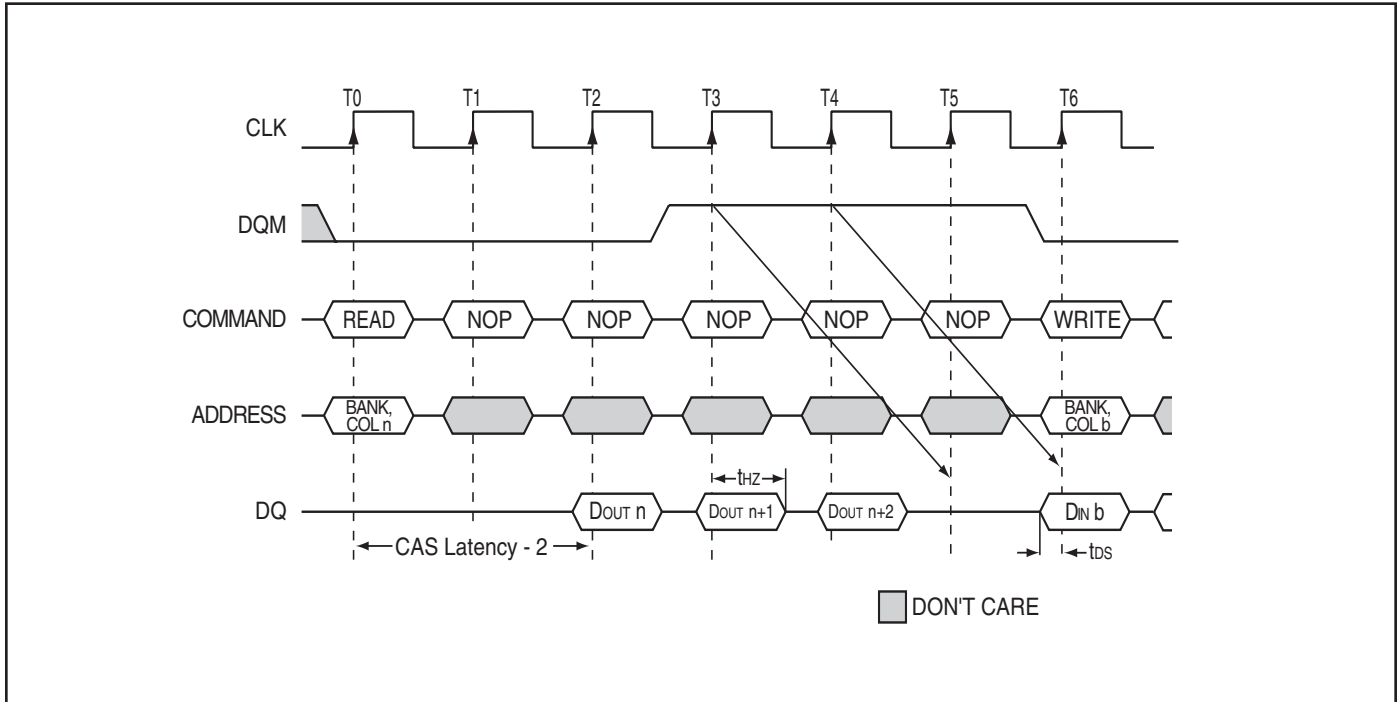 T0 T1 T2 T3 T4 T5 T6
CLK
DQM
COMMAND READ NOP NOP NOP NOP NOP WRITE
ADDRESS BANK, COL n BANK, COL b
tHZ
DQ DOUT n DOUT n+1 DOUT n+2 DIN b
CAS Latency - 2 tDS
DON'T CARE